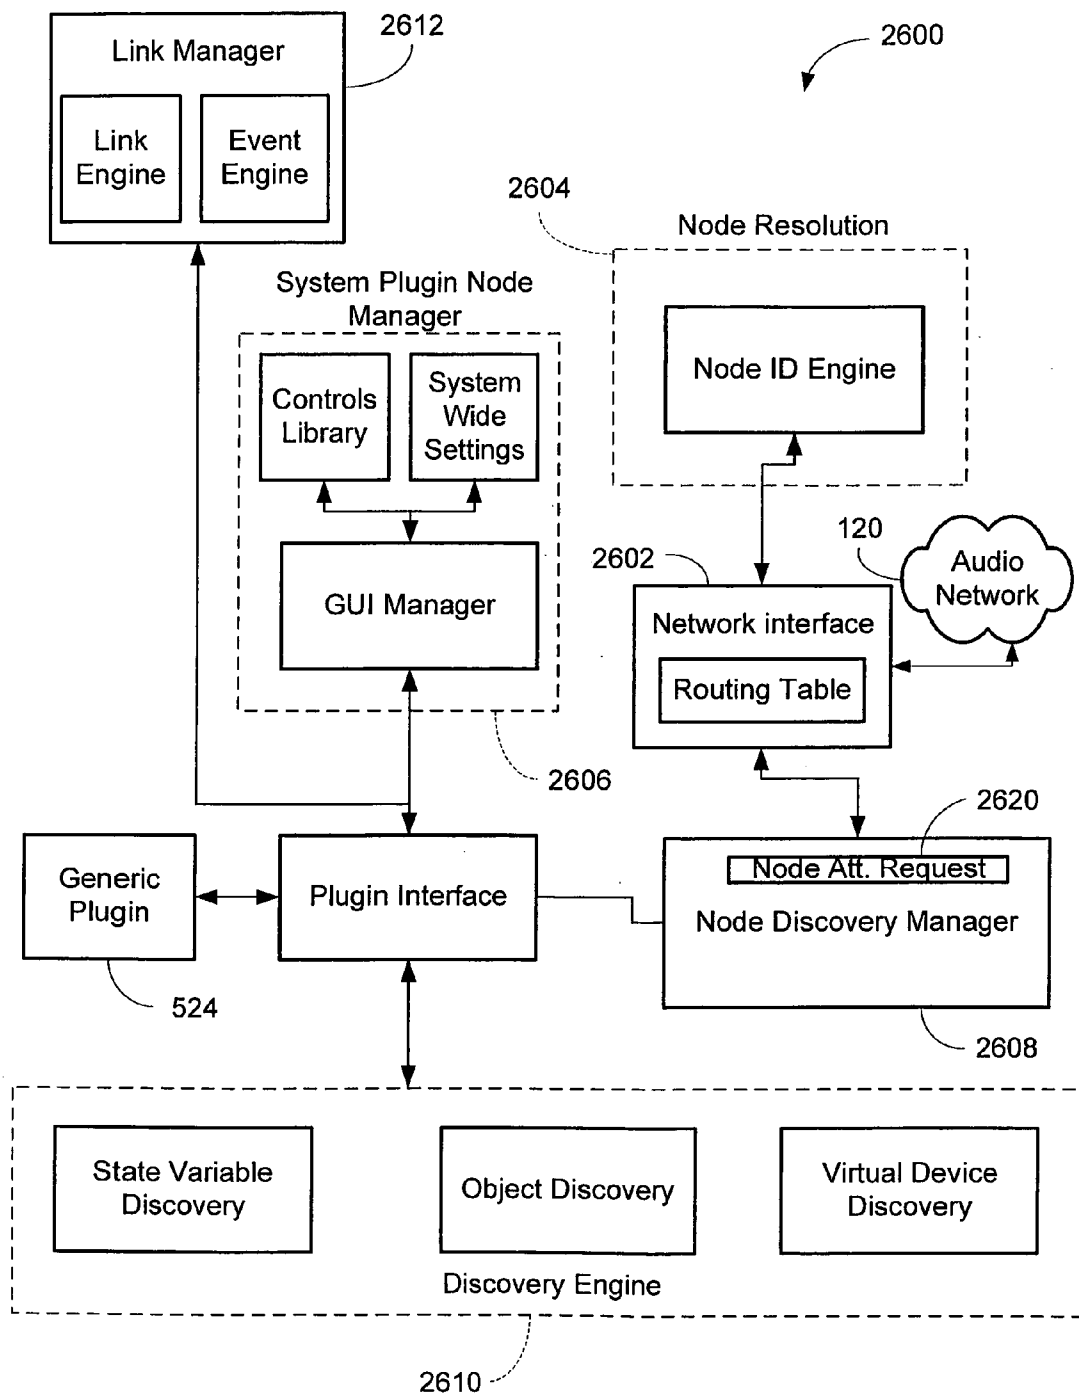 2612
2600
Link Manager
Link
Engine
Event
Engine
2604
Node Resolution
System Plugin Node
Manager
Controls
Library
System
Wide
Settings
Node ID Engine
GUI Manager
2602
120
Audio
Network
Network interface
Routing Table
2606
2620
Generic
Plugin
Plugin Interface
Node Att. Request
Node Discovery Manager
524
2608
State Variable
Discovery
Object Discovery
Virtual Device
Discovery
Discovery Engine
2610